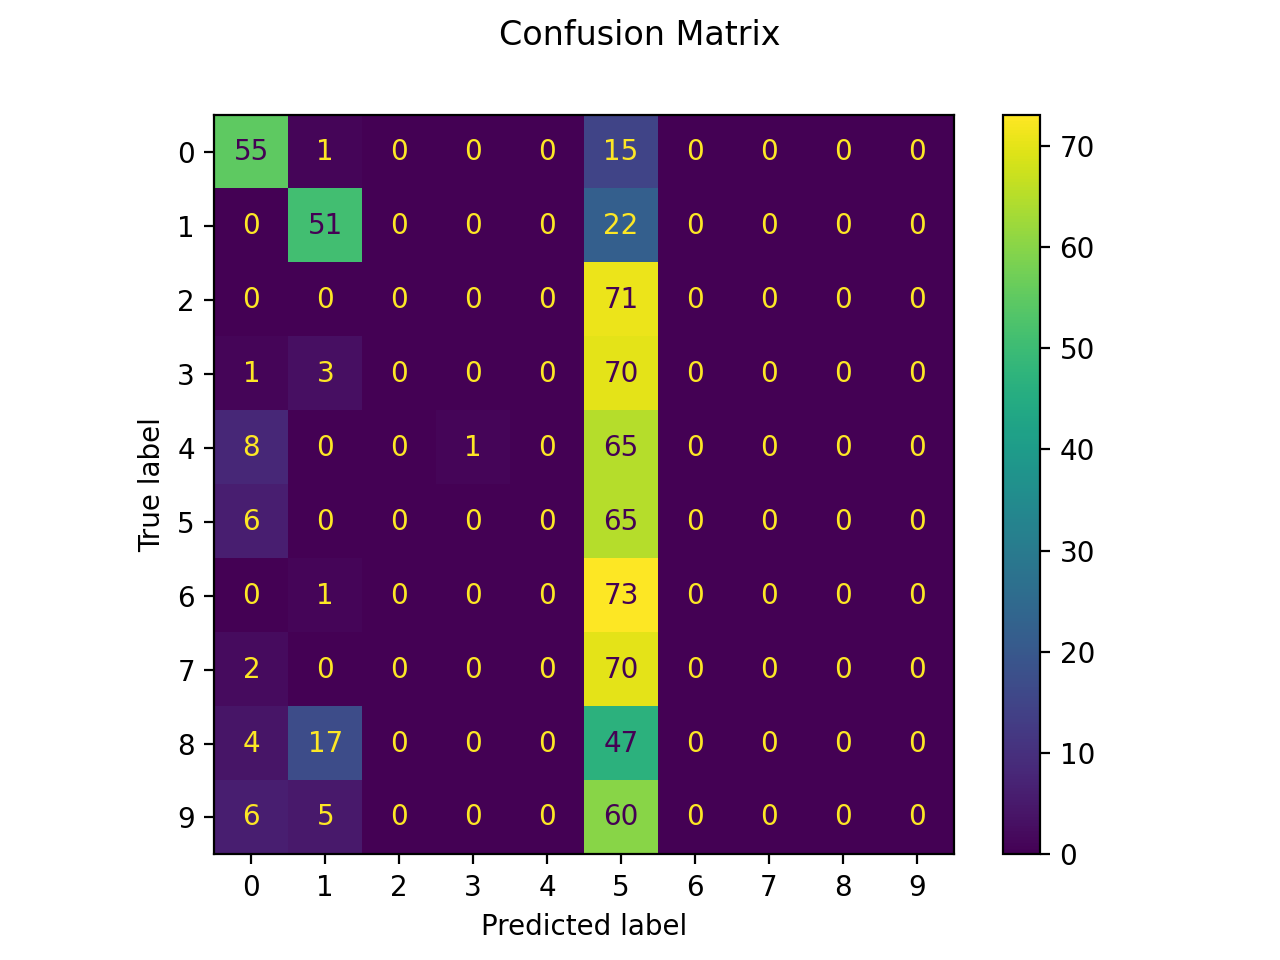 Confusion Matrix
0 55 1 0 0 0 15 0 0 0 0
1 0 51 0 0 0 22 0 0 0 0
2 0 0 0 0 0 71 0 0 0 0
3 1 3 0 0 0 70 0 0 0 0
4 8 0 0 1 0 65 0 0 0 0
5 6 0 0 0 0 65 0 0 0 0
6 0 1 0 0 0 73 0 0 0 0
7 2 0 0 0 0 70 0 0 0 0
8 4 17 0 0 0 47 0 0 0 0
9 6 5 0 0 0 60 0 0 0 0
0 1 2 3 4 5 6 7 8 9
Predicted label
True label
70
60
50
40
30
20
10
0